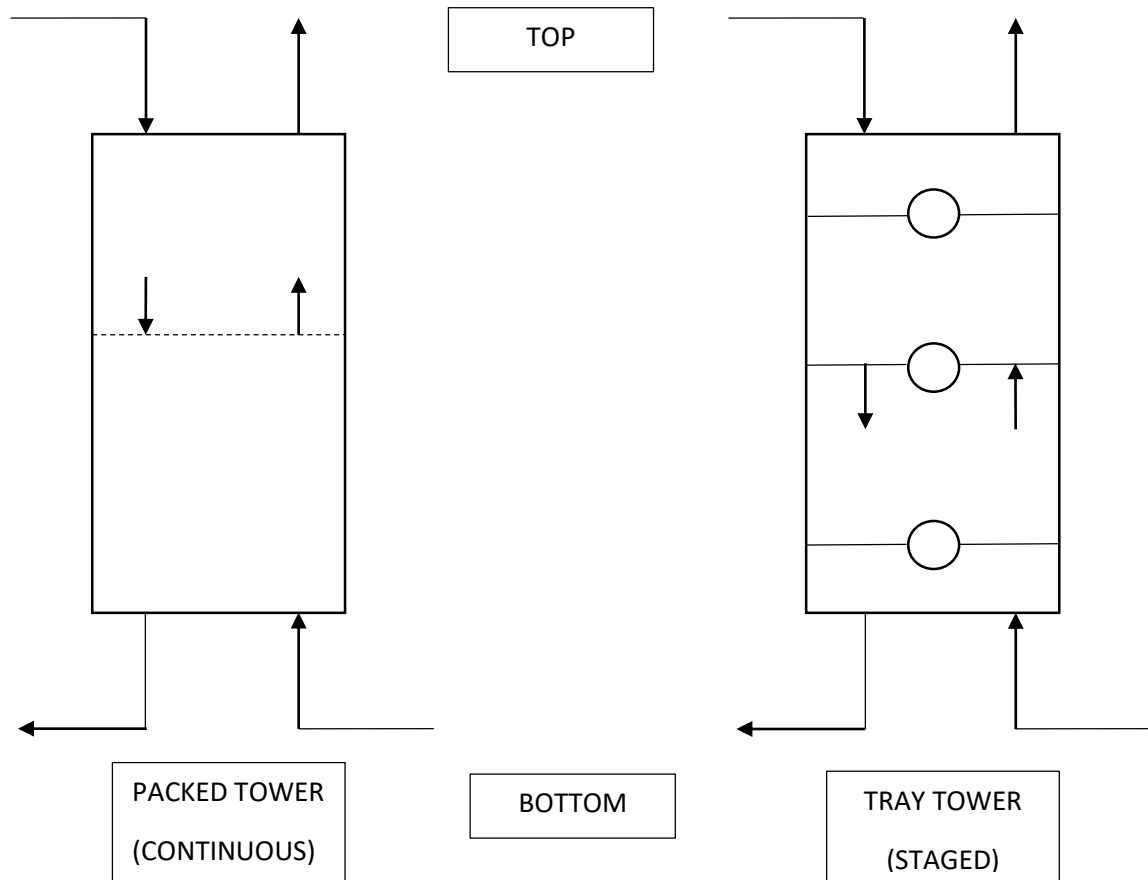 TOP
PACKED TOWER
(CONTINUOUS)
BOTTOM
TRAY TOWER
(STAGED)